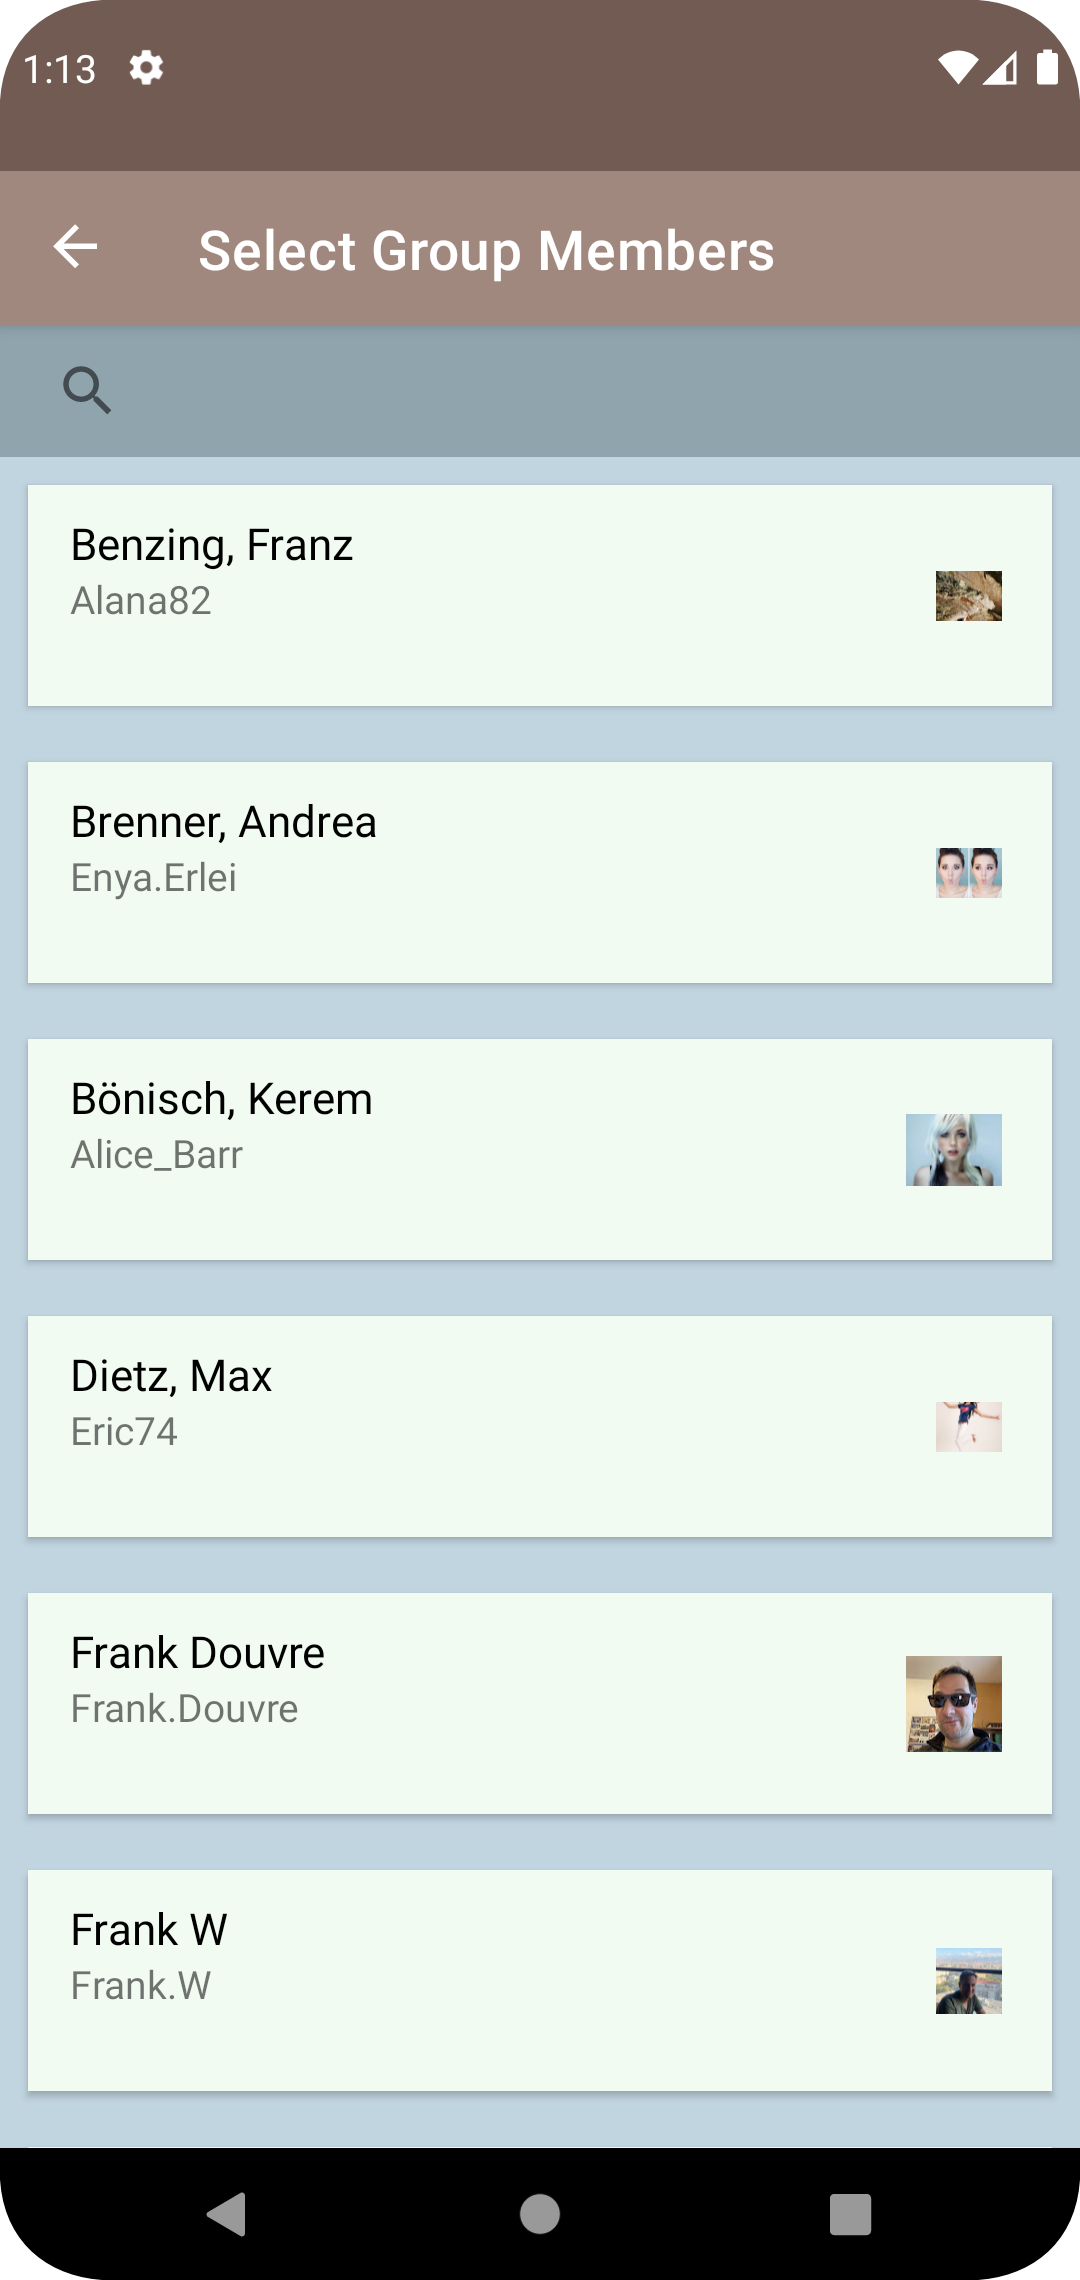 1:13
Select Group Members
Benzing, Franz
Alana82
Brenner, Andrea
Enya.Erlei
Bönisch, Kerem
Alice_Barr
Dietz, Max
Eric74
Frank Douvre
Frank.Douvre
Frank W
Frank.W